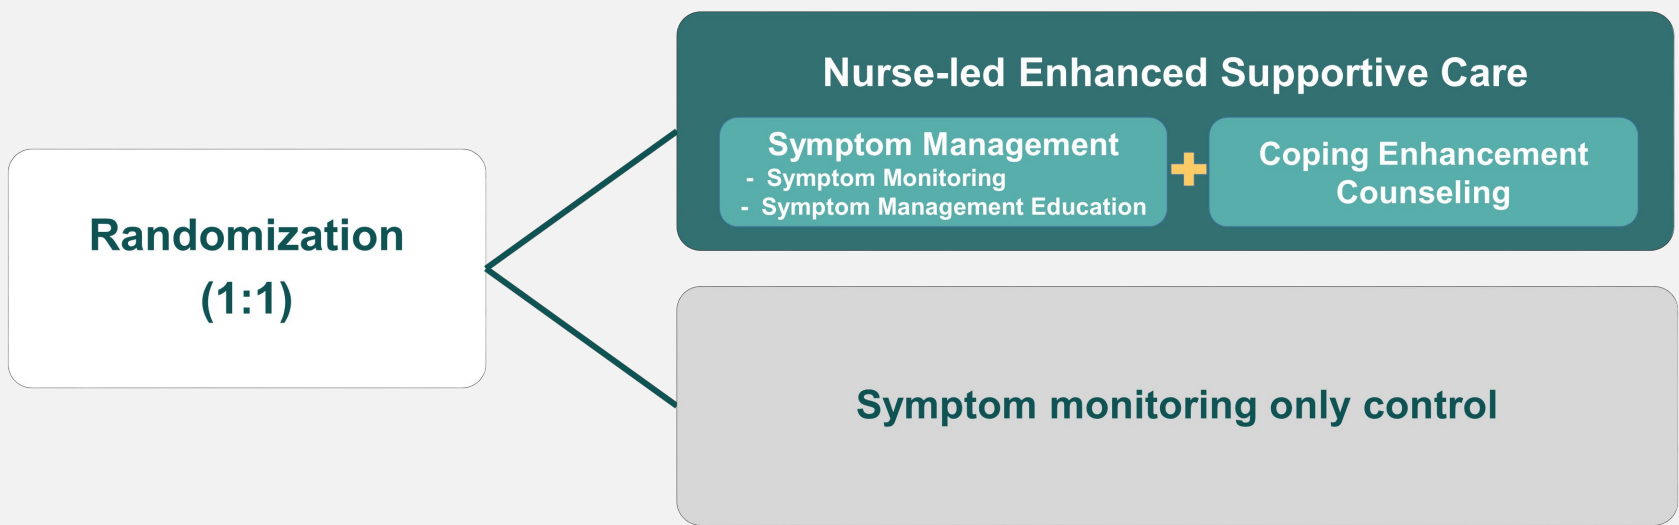 Randomization
(1:1)
Nurse-led Enhanced Supportive Care
Symptom Management
- Symptom Monitoring
- Symptom Management Education
Coping Enhancement
Counseling
Symptom monitoring only control